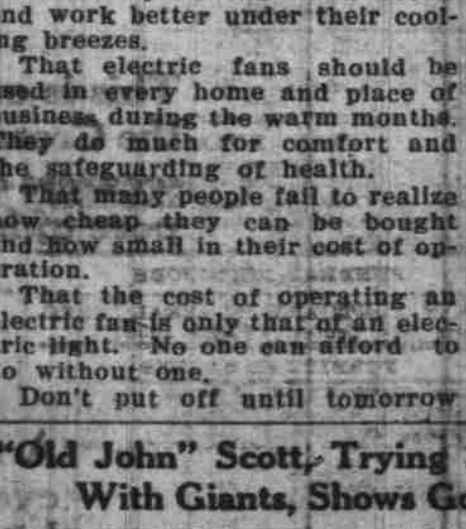 nd work better under their cool-
ng breezes.
That electric fans should be
sed in every home and place of
usiness during the warm months.
They do much for comfort and
he safeguarding of health.
That many people fail to realize
how cheap they can be bought
nd how small in their cost of op-
ration.
That the cost of operating an
lectric fan is only that of an elec-
ric light. No one can afford to
o without one.
Don't put off until tomorrow
"Old John" Scott, Trying
With Giants, Shows Go